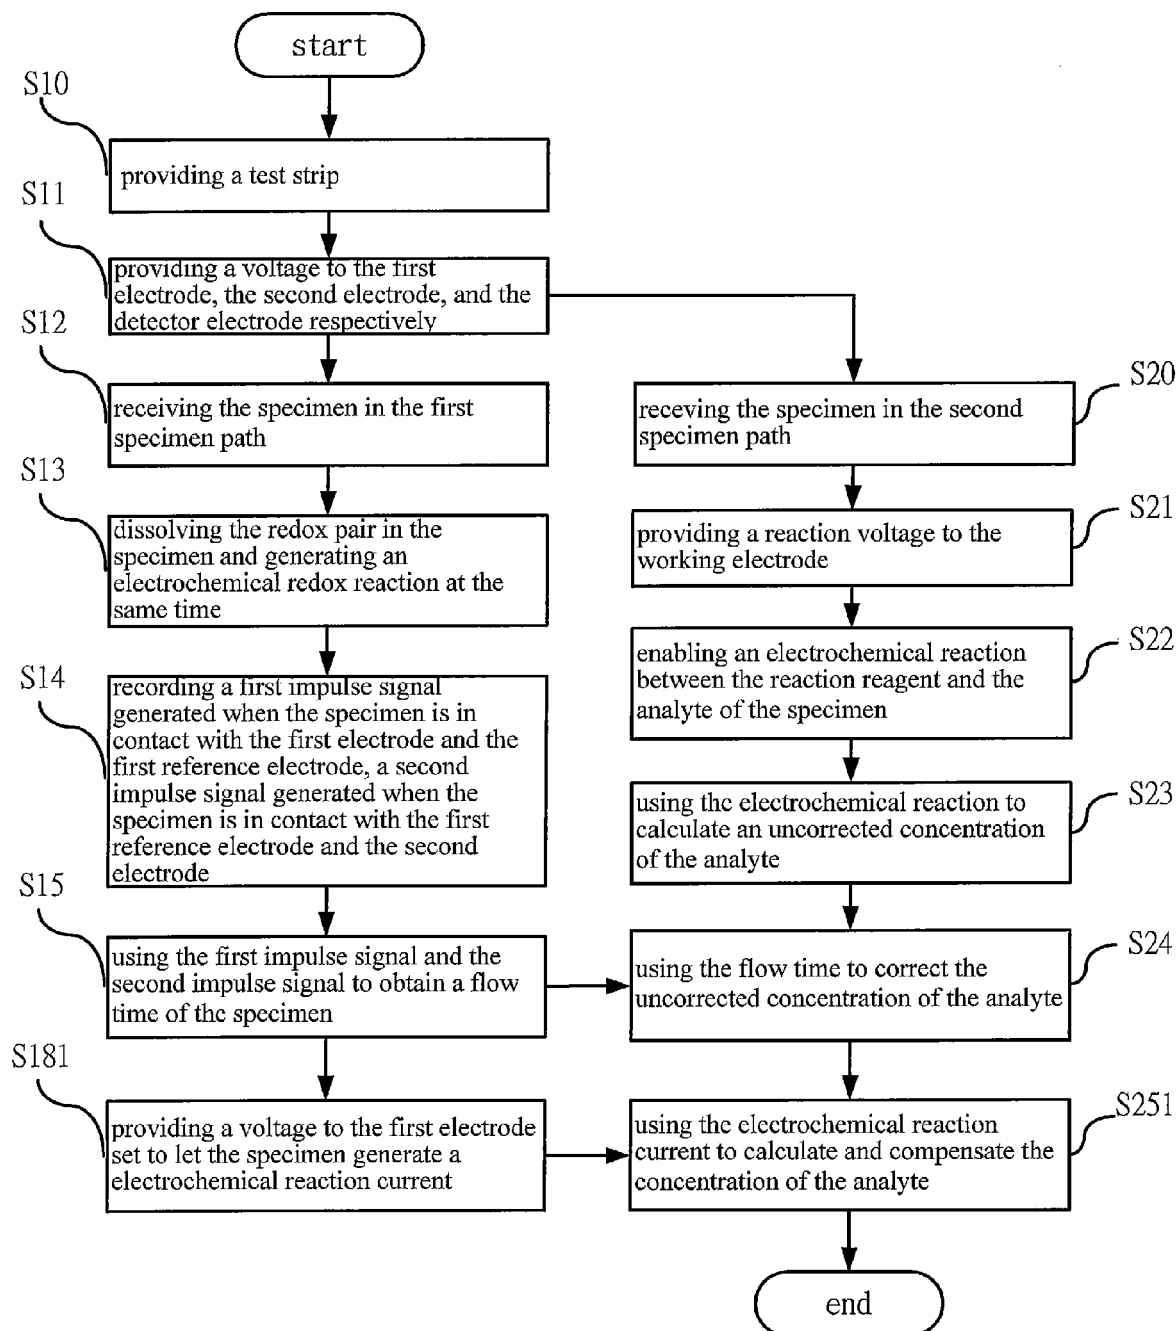 start
S10
providing a test strip
S11
providing a voltage to the first
electrode, the second electrode, and the
detector electrode respectively
S12
receiving the specimen in the first
specimen path
S13
dissolving the redox pair in the
specimen and generating an
electrochemical redox reaction at the
same time
S14
recording a first impulse signal
generated when the specimen is in
contact with the first electrode and the
first reference electrode, a second
impulse signal generated when the
specimen is in contact with the first
reference electrode and the second
electrode
S15
using the first impulse signal and the
second impulse signal to obtain a flow
time of the specimen
S181
providing a voltage to the first electrode
set to let the specimen generate a
electrochemical reaction current
S20
receving the specimen in the second
specimen path
S21
providing a reaction voltage to the
working electrode
S22
enabling an electrochemical reaction
between the reaction reagent and the
analyte of the specimen
S23
using the electrochemical reaction to
calculate an uncorrected concentration
of the analyte
S24
using the flow time to correct the
uncorrected concentration of the analyte
S251
using the electrochemical reaction
current to calculate and compensate the
concentration of the analyte
end